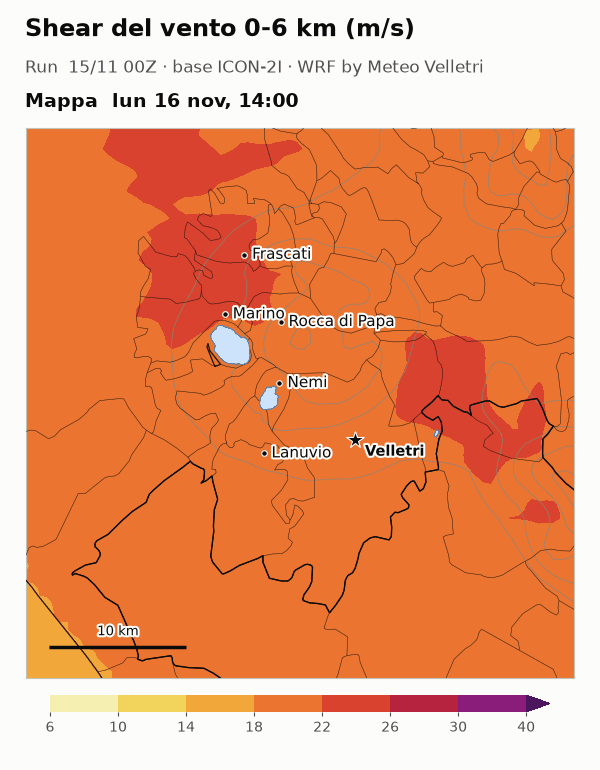 Shear del vento 0-6 km (m/s)
Run  15/11 00Z · base ICON-2I · WRF by Meteo Velletri
Mappa  lun 16 nov, 14:00
Frascati
Marino
Rocca di Papa
Nemi
Velletri
Lanuvio
10 km
6 10 14 18 22 26 30 40